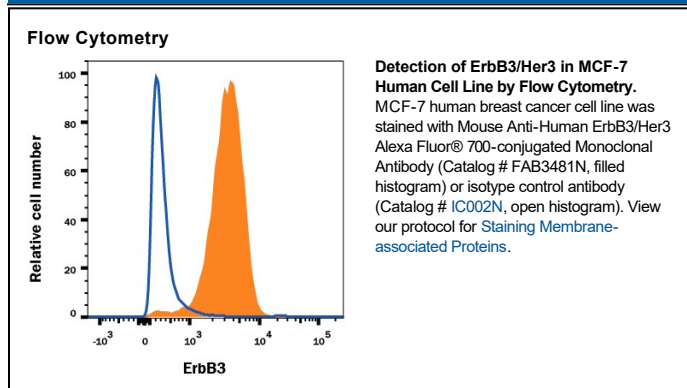 Flow Cytometry
100
80
60
40
20
0
Relative cell number
-10³ 0 10³ 10⁴ 10⁵
ErbB3
Detection of ErbB3/Her3 in MCF-7
Human Cell Line by Flow Cytometry.
MCF-7 human breast cancer cell line was
stained with Mouse Anti-Human ErbB3/Her3
Alexa Fluor® 700-conjugated Monoclonal
Antibody (Catalog # FAB3481N, filled
histogram) or isotype control antibody
(Catalog # IC002N, open histogram). View
our protocol for Staining Membrane-
associated Proteins.